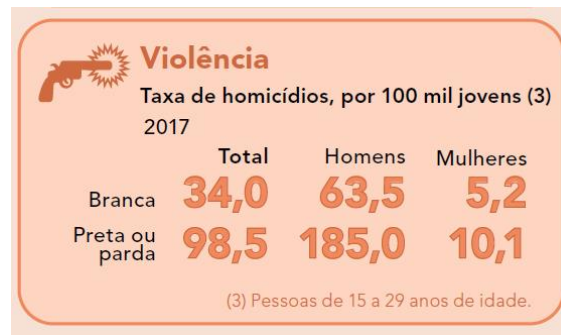 Violência
Taxa de homicídios, por 100 mil jovens (3)
2017
Total Homens Mulheres
Branca 34,0 63,5 5,2
Preta ou
parda 98,5 185,0 10,1
(3) Pessoas de 15 a 29 anos de idade.